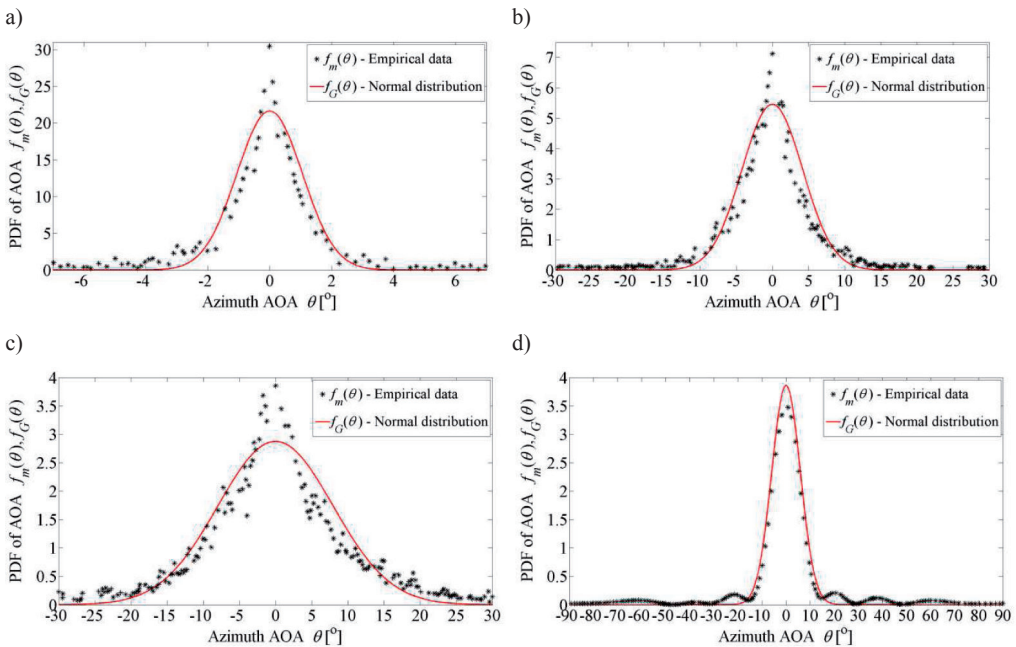 a)
PDF of AOA f_m(θ), f_G(θ)
30
25
20
15
10
5
0
-6 -4 -2 0 2 4 6
Azimuth AOA θ[°]
f_m(θ) - Empirical data
f_G(θ) - Normal distribution
b)
PDF of AOA f_m(θ), f_G(θ)
7
6
5
4
3
2
1
0
-30 -25 -20 -15 -10 -5 0 5 10 15 20 25 30
Azimuth AOA θ[°]
f_m(θ) - Empirical data
f_G(θ) - Normal distribution
c)
PDF of AOA f_m(θ), f_G(θ)
4
3.5
3
2.5
2
1.5
1
0.5
0
-30 -25 -20 -15 -10 -5 0 5 10 15 20 25 30
Azimuth AOA θ[°]
f_m(θ) - Empirical data
f_G(θ) - Normal distribution
d)
PDF of AOA f_m(θ), f_G(θ)
4
3.5
3
2.5
2
1.5
1
0.5
0
-90 -80 -70 -60 -50 -40 -30 -20 -10 0 10 20 30 40 50 60 70 80 90
Azimuth AOA θ[°]
f_m(θ) - Empirical data
f_G(θ) - Normal distribution